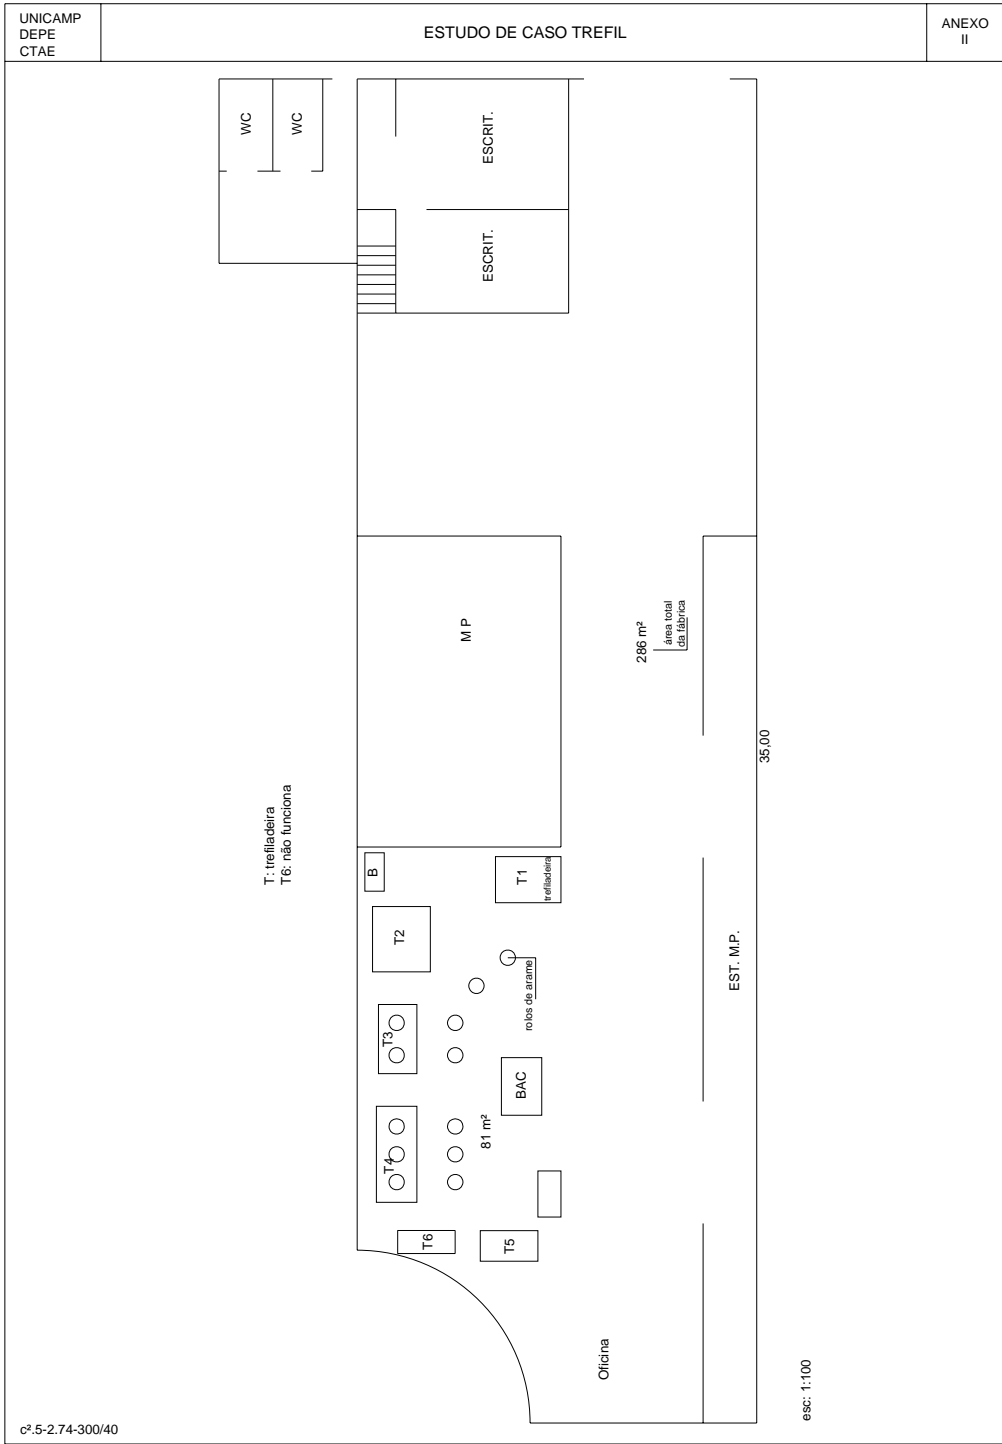 UNICAMP
DEPE
CTAE
ESTUDO DE CASO TREFIL
ANEXO
II
WC
WC
ESCRIT.
ESCRIT.
M P
286 m²
área total
da fábrica
35,00
T: trefiladeira
T6: não funciona
B
T1
trefiladeira
T2
EST. M.P.
rolos de arame
T3
BAC
81 m²
T4
T6
T5
Oficina
esc: 1:100
c².5-2.74-300/40